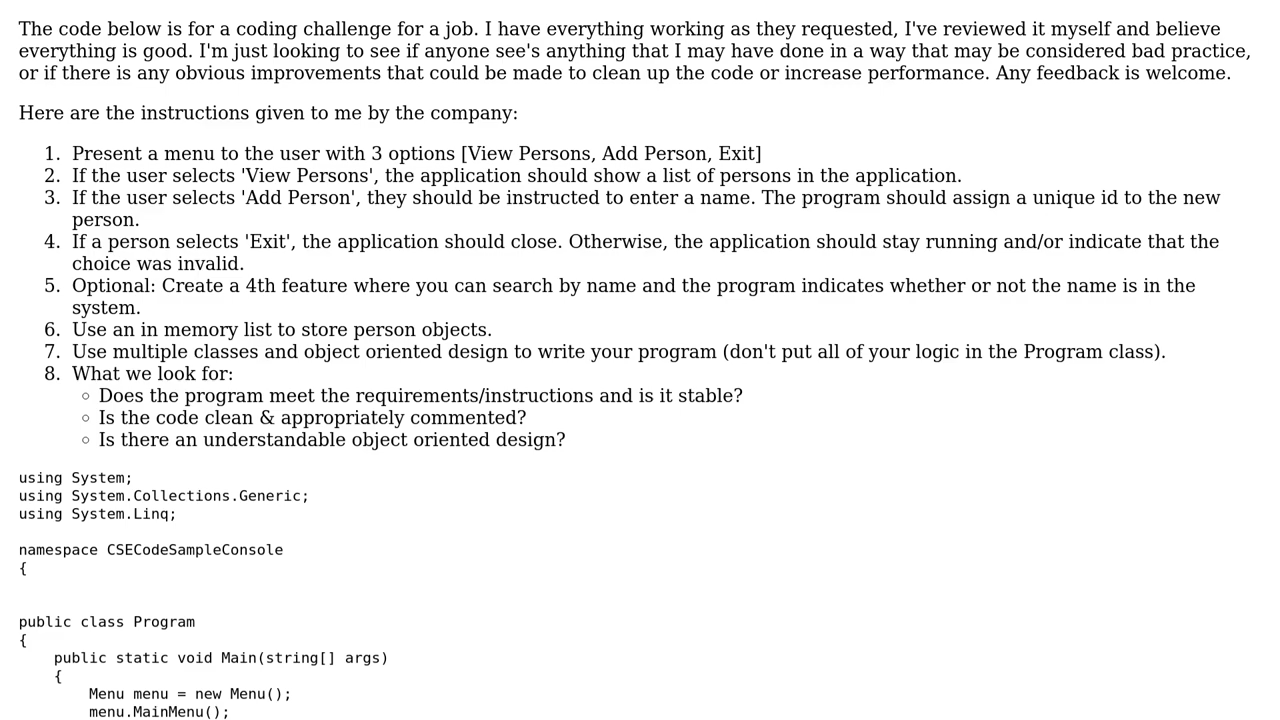 The code below is for a coding challenge for a job. I have everything working as they requested, I've reviewed it myself and believe
everything is good. I'm just looking to see if anyone see's anything that I may have done in a way that may be considered bad practice,
or if there is any obvious improvements that could be made to clean up the code or increase performance. Any feedback is welcome.
Here are the instructions given to me by the company:
1. Present a menu to the user with 3 options [View Persons, Add Person, Exit]
2. If the user selects 'View Persons', the application should show a list of persons in the application.
3. If the user selects 'Add Person', they should be instructed to enter a name. The program should assign a unique id to the new
person.
4. If a person selects 'Exit', the application should close. Otherwise, the application should stay running and/or indicate that the
choice was invalid.
5. Optional: Create a 4th feature where you can search by name and the program indicates whether or not the name is in the
system.
6. Use an in memory list to store person objects.
7. Use multiple classes and object oriented design to write your program (don't put all of your logic in the Program class).
8. What we look for:
◦ Does the program meet the requirements/instructions and is it stable?
◦ Is the code clean & appropriately commented?
◦ Is there an understandable object oriented design?
using System;
using System.Collections.Generic;
using System.Linq;
namespace CSECodeSampleConsole
{
public class Program
{
    public static void Main(string[] args)
    {
        Menu menu = new Menu();
        menu.MainMenu();